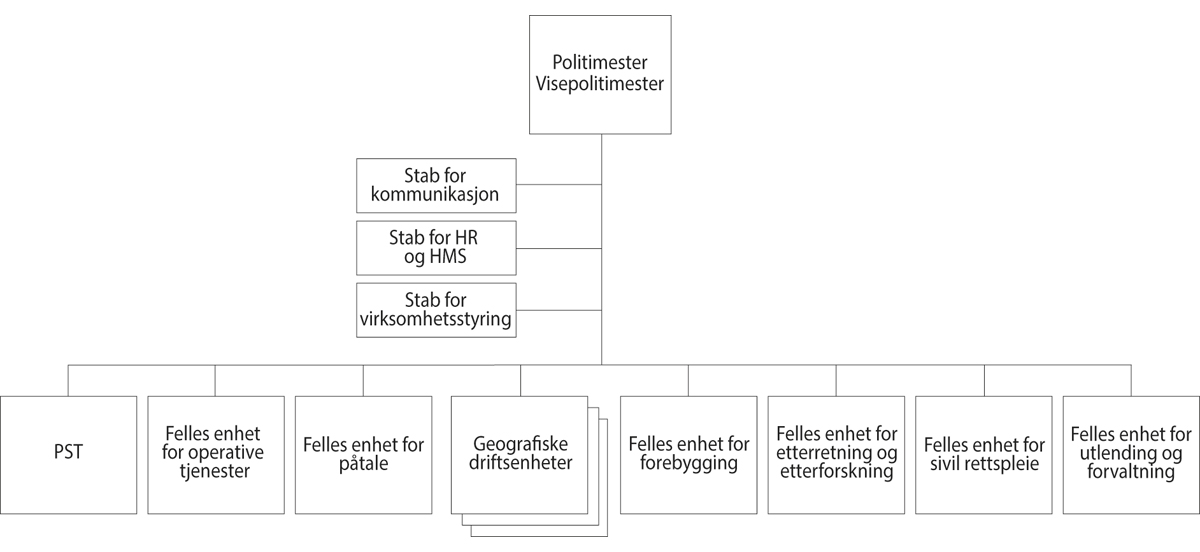 Politimester
Visepolitimester
Stab for
kommunikasjon
Stab for HR
og HMS
Stab for
virksomhetsstyring
PST
Felles enhet
for operative
tjenester
Felles enhet for
påtale
Geografiske
driftsenheter
Felles enhet for
forebygging
Felles enhet for
etterretning og
etterforskning
Felles enhet for
sivil rettspleie
Felles enhet for
utlending og
forvaltning